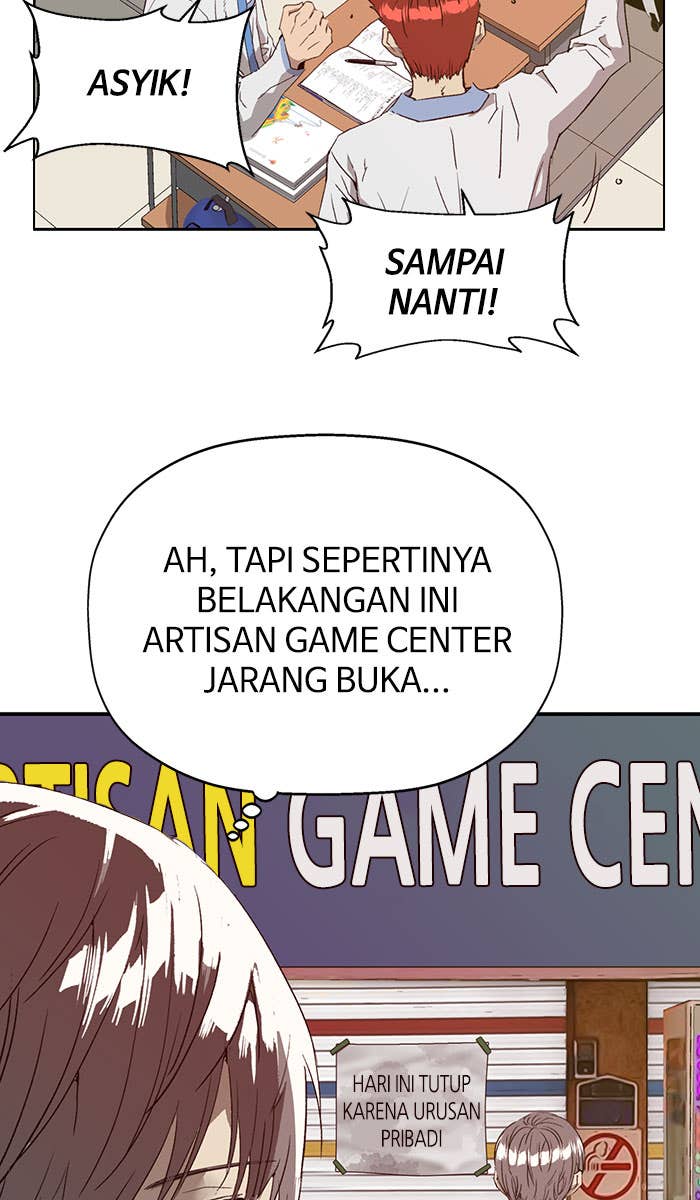 ASYIK!
SAMPAI
NANTI!
AH, TAPI SEPERTINYA
BELAKANGAN INI
ARTISAN GAME CENTER
JARANG BUKA...
ARTISAN GAME CEN
HARI INI TUTUP
KARENA URUSAN
PRIBADI